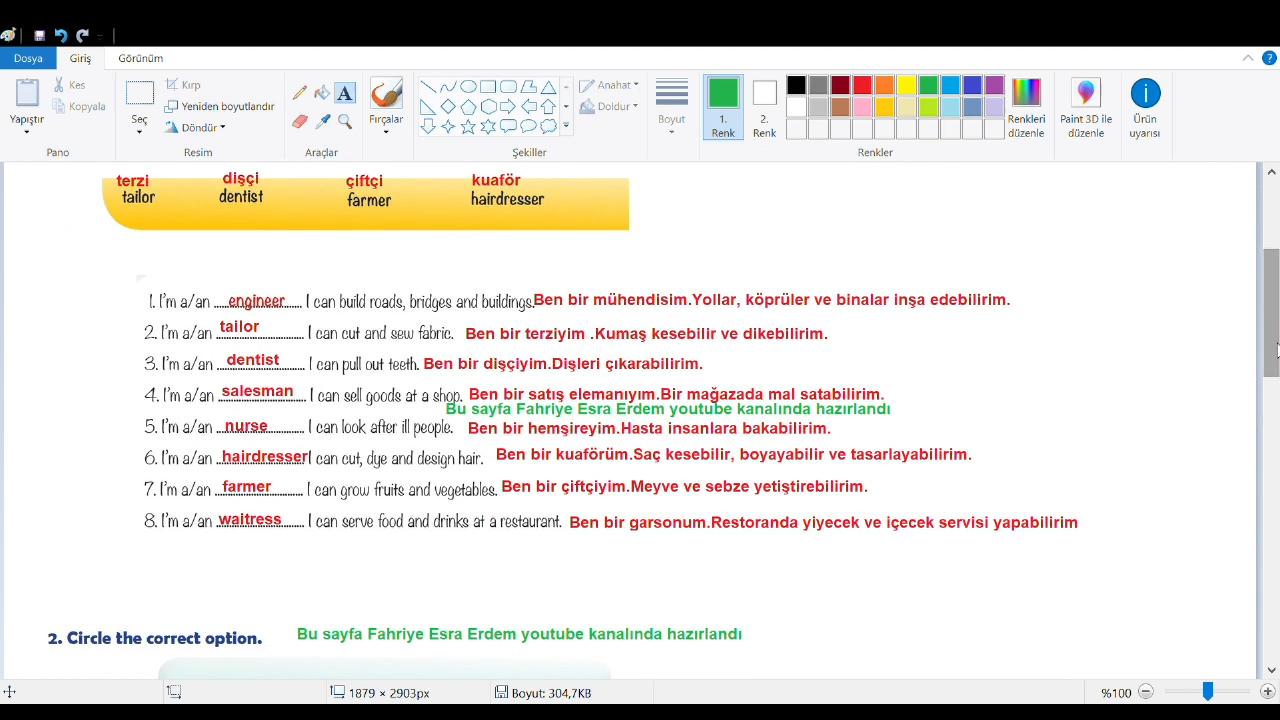 Dosya Giriş Görünüm
Yapıştır Kes Kopyala Seç Kırp Yeniden boyutlandır Döndür Fırçalar Anahat Doldur Boyut 1. Renk 2. Renk Renkleri düzenle Paint 3D ile düzenle Ürün uyarısı
Pano Resim Araçlar Şekiller Renkler
terzi dişçi çiftçi kuaför
tailor dentist farmer hairdresser
1. I'm a/an ......engineer...... I can build roads, bridges and buildings. Ben bir mühendisim.Yollar, köprüler ve binalar inşa edebilirim.
2. I'm a/an tailor I can cut and sew fabric. Ben bir terziyim .Kumaş kesebilir ve dikebilirim.
3. I'm a/an dentist I can pull out teeth. Ben bir dişçiyim.Dişleri çıkarabilirim.
4. I'm a/an salesman I can sell goods at a shop. Ben bir satış elemanıyım.Bir mağazada mal satabilirim.
Bu sayfa Fahriye Esra Erdem youtube kanalında hazırlandı
5. I'm a/an nurse I can look after ill people. Ben bir hemşireyim.Hasta insanlara bakabilirim.
6. I'm a/an hairdresser I can cut, dye and design hair. Ben bir kuaförüm.Saç kesebilir, boyayabilir ve tasarlayabilirim.
7. I'm a/an farmer I can grow fruits and vegetables. Ben bir çiftçiyim.Meyve ve sebze yetiştirebilirim.
8. I'm a/an waitress I can serve food and drinks at a restaurant. Ben bir garsonum.Restoranda yiyecek ve içecek servisi yapabilirim
2. Circle the correct option. Bu sayfa Fahriye Esra Erdem youtube kanalında hazırlandı
1879 × 2903px Boyut: 304,7KB %100